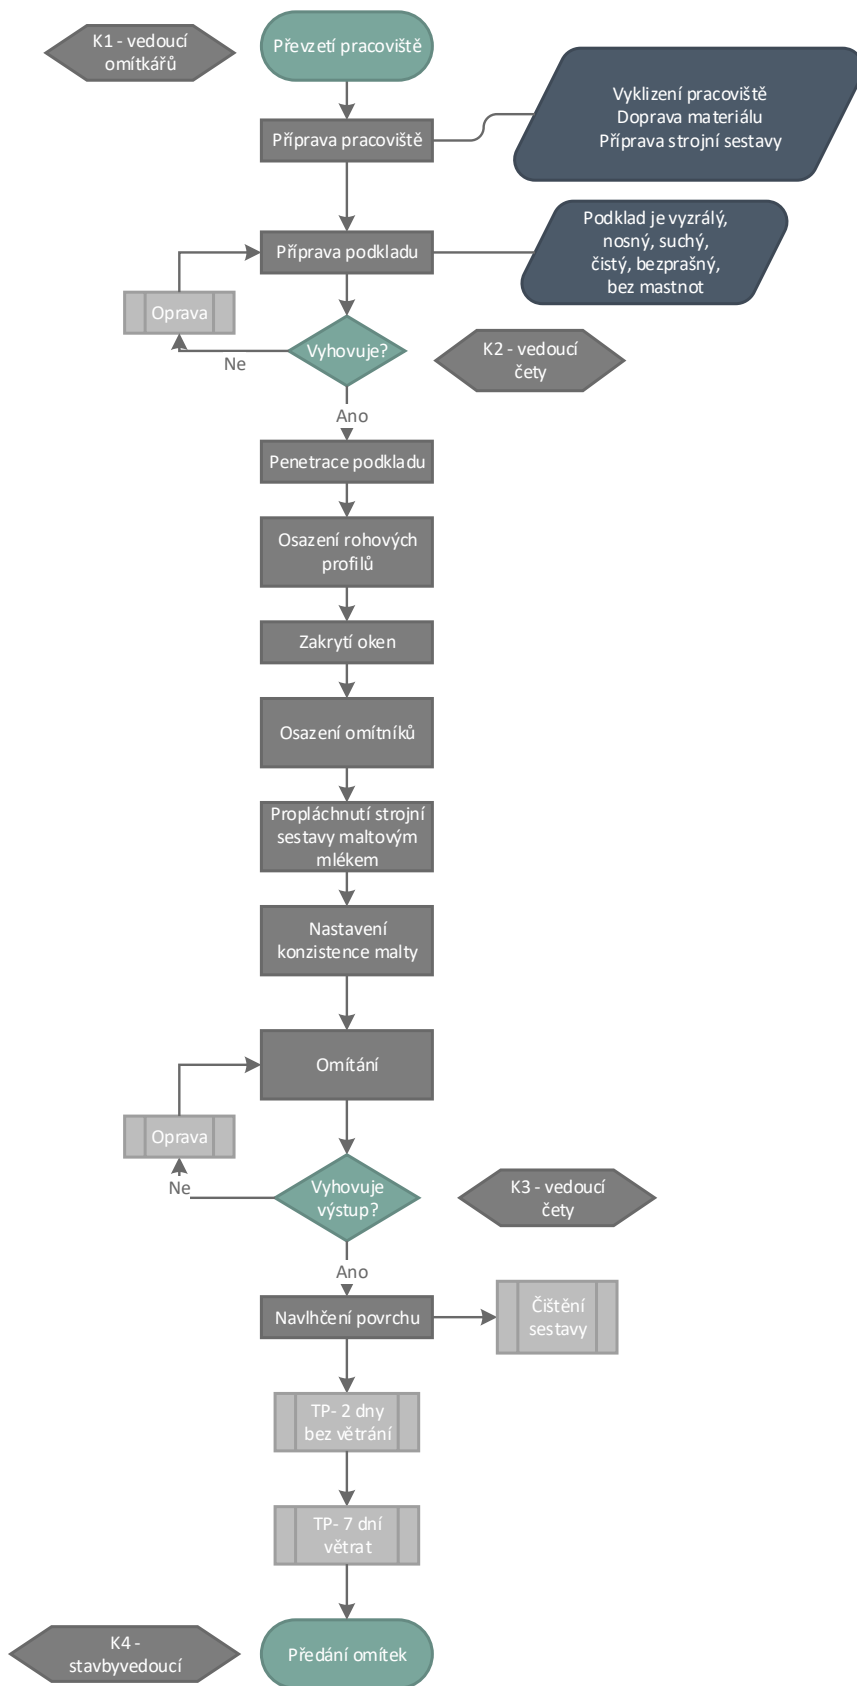 K1 - vedoucí
omítkářů
Převzetí pracoviště
Vyklizení pracoviště
Doprava materiálu
Příprava strojní sestavy
Příprava pracoviště
Podklad je vyzrálý,
nosný, suchý,
čistý, bezprašný,
bez mastnot
Příprava podkladu
Oprava
Vyhovuje?
Ne
K2 - vedoucí
čety
Ano
Penetrace podkladu
Osazení rohových
profilů
Zakrytí oken
Osazení omítníků
Propláchnutí strojní
sestavy maltovým
mlékem
Nastavení
konzistence malty
Omítání
Oprava
Ne
Vyhovuje
výstup?
K3 - vedoucí
čety
Ano
Navlhčení povrchu
Čištění
sestavy
TP- 2 dny
bez větrání
TP- 7 dní
větrat
K4 -
stavbyvedoucí
Předání omítek